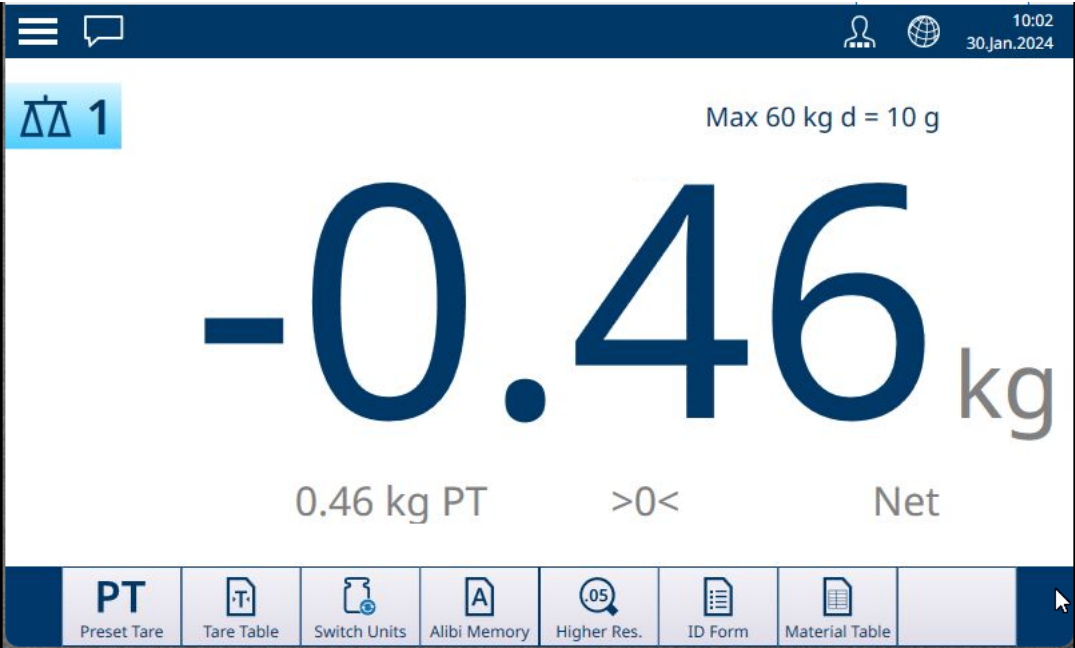 10:02
30.Jan.2024
1
Max 60 kg d = 10 g
-0.46 kg
0.46 kg PT >0< Net
PT
T
A
.05
Preset Tare Tare Table Switch Units Alibi Memory Higher Res. ID Form Material Table